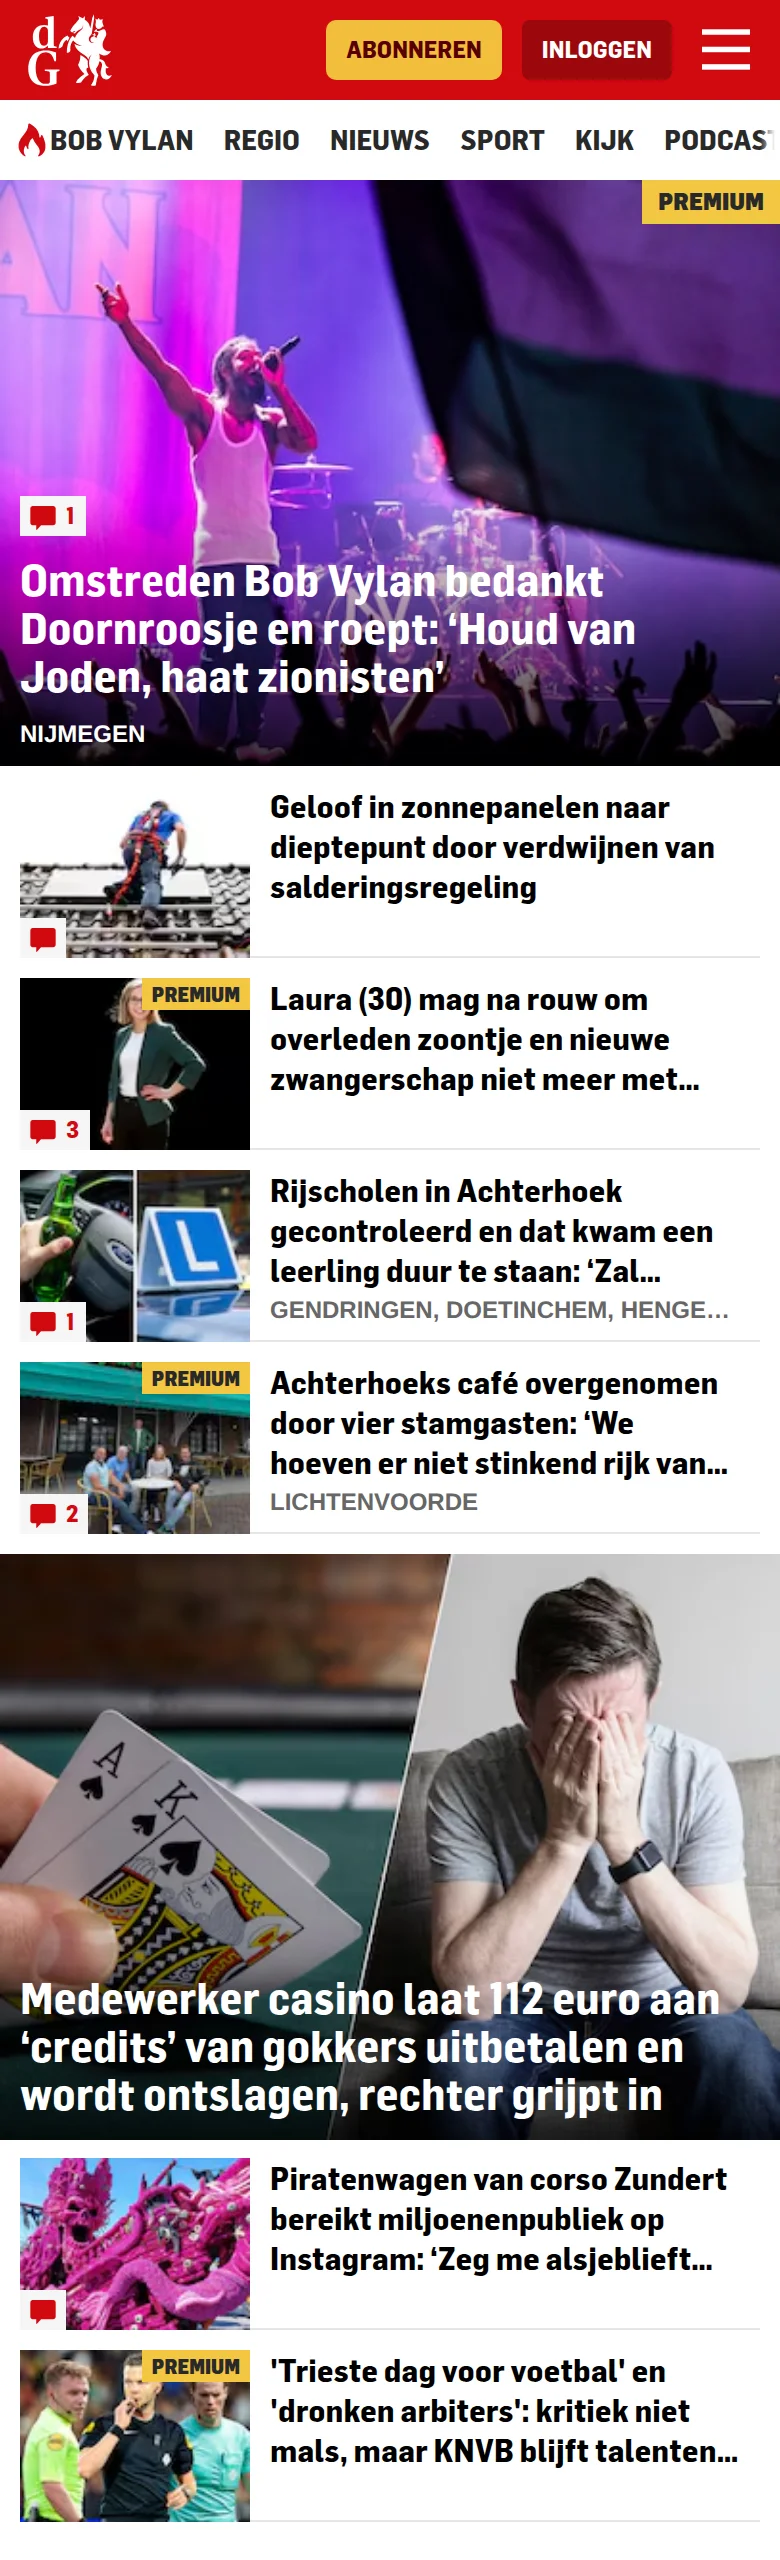 dG
ABONNEREN
INLOGGEN
BOB VYLAN
REGIO
NIEUWS
SPORT
KIJK
PODCAST
AN
PREMIUM
1
Omstreden Bob Vylan bedankt
Doornroosje en roept: ‘Houd van
Joden, haat zionisten’
NIJMEGEN
Geloof in zonnepanelen naar
dieptepunt door verdwijnen van
salderingsregeling
PREMIUM
3
Laura (30) mag na rouw om
overleden zoontje en nieuwe
zwangerschap niet meer met...
L
1
Rijscholen in Achterhoek
gecontroleerd en dat kwam een
leerling duur te staan: ‘Zal...
GENDRINGEN, DOETINCHEM, HENGE...
PREMIUM
2
Achterhoeks café overgenomen
door vier stamgasten: ‘We
hoeven er niet stinkend rijk van...
LICHTENVOORDE
A
K
Medewerker casino laat 112 euro aan
‘credits’ van gokkers uitbetalen en
wordt ontslagen, rechter grijpt in
Piratenwagen van corso Zundert
bereikt miljoenenpubliek op
Instagram: ‘Zeg me alsjeblieft...
PREMIUM
'Trieste dag voor voetbal' en
'dronken arbiters': kritiek niet
mals, maar KNVB blijft talenten...